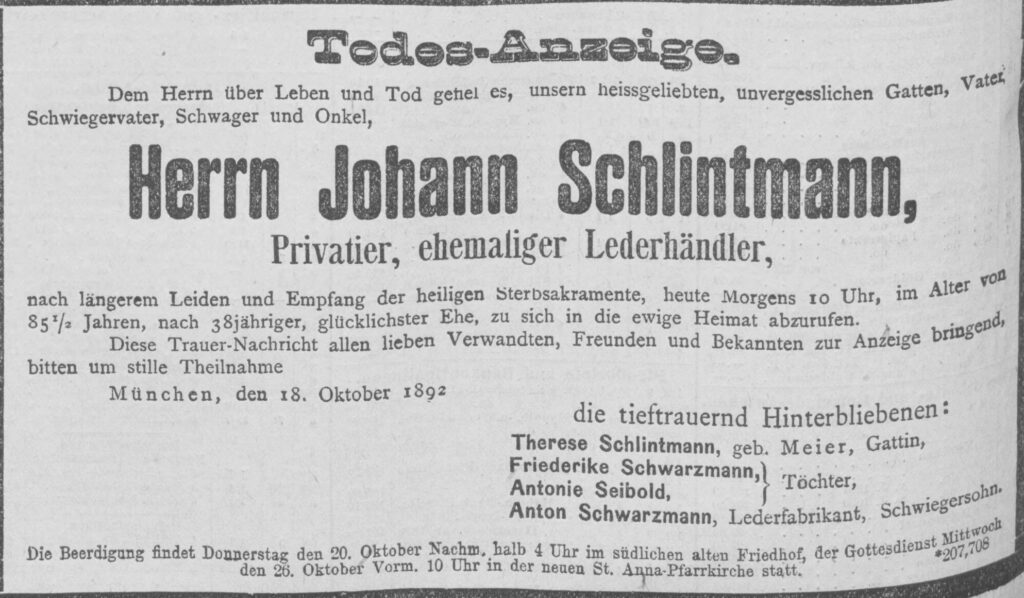 Todes-Anzeige.
Dem Herrn über Leben und Tod gefiel es, unsern heissgeliebten, unvergesslichen Gatten, Vater,
Schwiegervater, Schwager und Onkel,
Herrn Johann Schlintmann,
Privatier, ehemaliger Lederhändler,
nach längerem Leiden und Empfang der heiligen Sterbsakramente, heute Morgens 10 Uhr, im Alter von
85 1/2 Jahren, nach 38jähriger, glücklichster Ehe, zu sich in die ewige Heimat abzurufen.
Diese Trauer-Nachricht allen lieben Verwandten, Freunden und Bekannten zur Anzeige bringend,
bitten um stille Theilnahme
München, den 18. Oktober 1892
die tieftrauernd Hinterbliebenen:
Therese Schlintmann, geb. Meier, Gattin,
Friederike Schwarzmann,
Antonie Seibold,
} Töchter,
Anton Schwarzmann, Lederfabrikant, Schwiegersohn.
Die Beerdigung findet Donnerstag den 20. Oktober Nachm. halb 4 Uhr im südlichen alten Friedhof, der Gottesdienst Mittwoch
den 26. Oktober Vorm. 10 Uhr in der neuen St. Anna-Pfarrkirche statt. *207,708